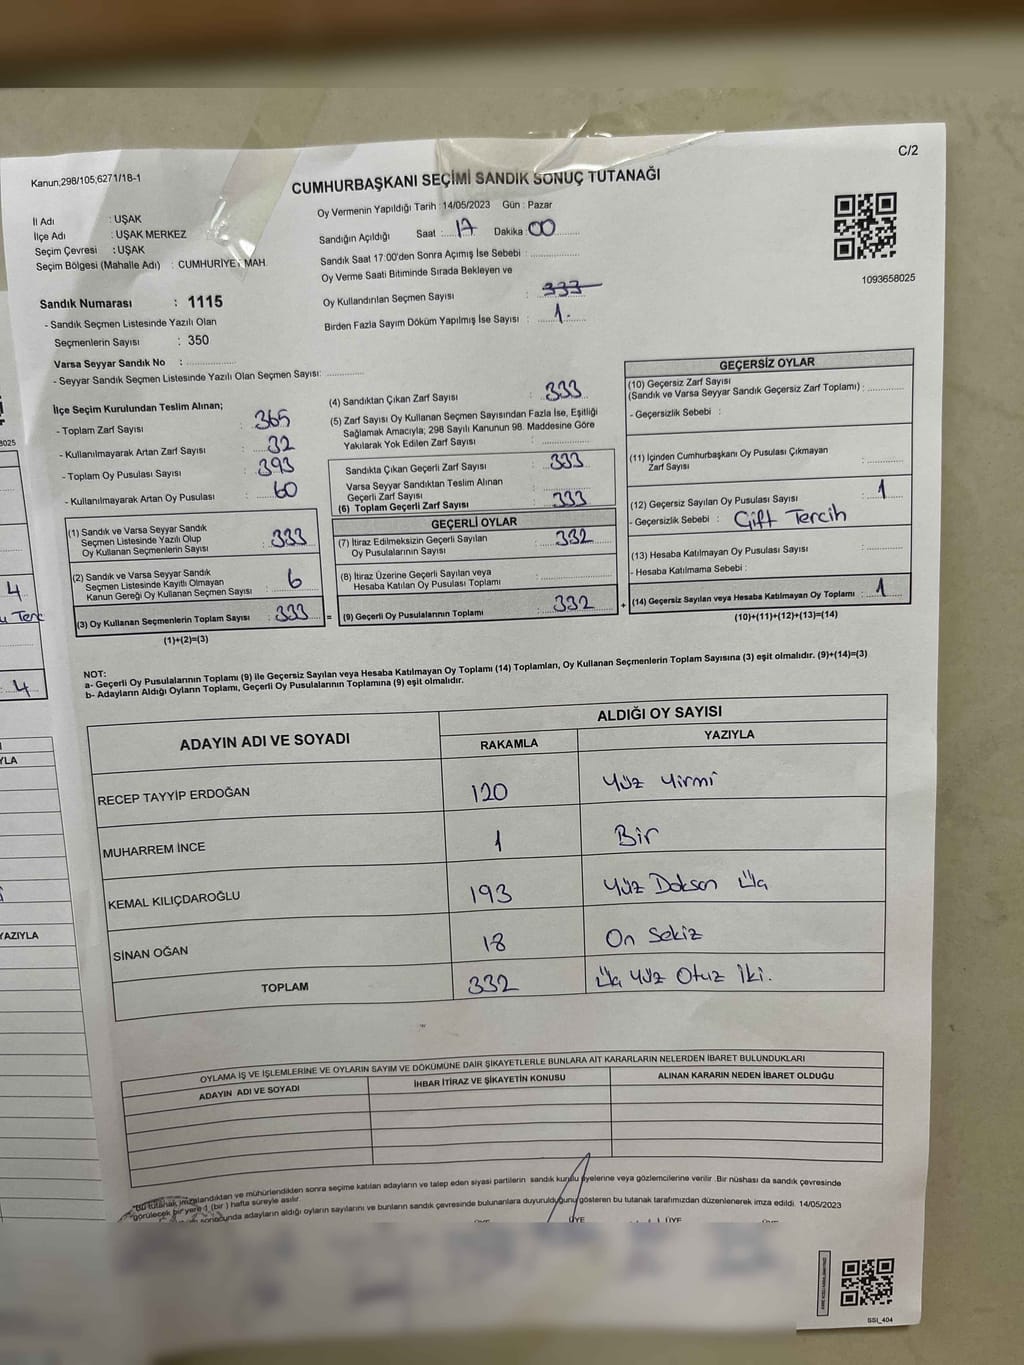 C/2
Kanun;298/105;6271/18-1
CUMHURBAŞKANI SEÇİMİ SANDIK SONUÇ TUTANAĞI
Oy Vermenin Yapıldığı Tarih : 14/05/2023 Gün : Pazar
İl Adı : UŞAK
İlçe Adı : UŞAK MERKEZ
Seçim Çevresi : UŞAK
Seçim Bölgesi (Mahalle Adı) : CUMHURİYET MAH.
Sandığın Açıldığı Saat : 17 Dakika : 00
Sandık Saat 17:00'den Sonra Açımış İse Sebebi :
Oy Verme Saati Bitiminde Sırada Bekleyen ve
Oy Kullandırılan Seçmen Sayısı : 333
Birden Fazla Sayım Döküm Yapılmış İse Sayısı : 1.
1093658025
Sandık Numarası : 1115
- Sandık Seçmen Listesinde Yazılı Olan
Seçmenlerin Sayısı : 350
Varsa Seyyar Sandık No :
- Seyyar Sandık Seçmen Listesinde Yazılı Olan Seçmen Sayısı:
İlçe Seçim Kurulundan Teslim Alınan;
- Toplam Zarf Sayısı : 365
- Kullanılmayarak Artan Zarf Sayısı : 32
- Toplam Oy Pusulası Sayısı : 393
- Kullanılmayarak Artan Oy Pusulası : 60
(1) Sandık ve Varsa Seyyar Sandık
Seçmen Listesinde Yazılı Olup
Oy Kullanan Seçmenlerin Sayısı : 333
(2) Sandık ve Varsa Seyyar Sandık
Seçmen Listesinde Kayıtlı Olmayan
Kanun Gereği Oy Kullanan Seçmen Sayısı : 6
(3) Oy Kullanan Seçmenlerin Toplam Sayısı : 333
(1)+(2)=(3)
(4) Sandıktan Çıkan Zarf Sayısı : 333
(5) Zarf Sayısı Oy Kullanan Seçmen Sayısından Fazla İse, Eşitliği
Sağlamak Amacıyla; 298 Sayılı Kanunun 98. Maddesine Göre
Yakılarak Yok Edilen Zarf Sayısı :
Sandıkta Çıkan Geçerli Zarf Sayısı : 333
Varsa Seyyar Sandıktan Teslim Alınan
Geçerli Zarf Sayısı :
(6) Toplam Geçerli Zarf Sayısı : 333
GEÇERLİ OYLAR
(7) İtiraz Edilmeksizin Geçerli Sayılan
Oy Pusulalarının Sayısı : 332
(8) İtiraz Üzerine Geçerli Sayılan veya
Hesaba Katılan Oy Pusulası Toplamı :
= (9) Geçerli Oy Pusulalarının Toplamı : 332
GEÇERSİZ OYLAR
(10) Geçersiz Zarf Sayısı
(Sandık ve Varsa Seyyar Sandık Geçersiz Zarf Toplamı) :
- Geçersizlik Sebebi :
(11) İçinden Cumhurbaşkanı Oy Pusulası Çıkmayan
Zarf Sayısı :
(12) Geçersiz Sayılan Oy Pusulası Sayısı : 1
- Geçersizlik Sebebi : Çift Tercih
(13) Hesaba Katılmayan Oy Pusulası Sayısı :
- Hesaba Katılmama Sebebi :
+ (14) Geçersiz Sayılan veya Hesaba Katılmayan Oy Toplamı : 1
(10)+(11)+(12)+(13)=(14)
NOT:
a- Geçerli Oy Pusulalarının Toplamı (9) ile Geçersiz Sayılan veya Hesaba Katılmayan Oy Toplamı (14) Toplamları, Oy Kullanan Seçmenlerin Toplam Sayısına (3) eşit olmalıdır. (9)+(14)=(3)
b- Adayların Aldığı Oyların Toplamı, Geçerli Oy Pusulalarının Toplamına (9) eşit olmalıdır.
ADAYIN ADI VE SOYADI
ALDIĞI OY SAYISI
RAKAMLA YAZIYLA
RECEP TAYYİP ERDOĞAN 120 Yüz Yirmi
MUHARREM İNCE 1 Bir
KEMAL KILIÇDAROĞLU 193 Yüz Doksan Üç
SİNAN OĞAN 18 On Sekiz
TOPLAM 332 Üç Yüz Otuz İki.
OYLAMA İŞ VE İŞLEMLERİNE VE OYLARIN SAYIM VE DÖKÜMÜNE DAİR ŞİKAYETLERLE BUNLARA AİT KARARLARIN NELERDEN İBARET BULUNDUKLARI
ADAYIN ADI VE SOYADI İHBAR İTİRAZ VE ŞİKAYETİN KONUSU ALINAN KARARIN NEDEN İBARET OLDUĞU
Bu tutanak imzalandıktan ve mühürlendikten sonra seçime katılan adayların ve talep eden siyasi partilerin sandık kurulu üyelerine veya gözlemcilerine verilir .Bir nüshası da sandık çevresinde
görülecek bir yere 1 (bir ) hafta süreyle asılır.
sonucunda adayların aldığı oyların sayılarını ve bunların sandık çevresinde bulunanlara duyurulduğunu gösteren bu tutanak tarafımızdan düzenlenerek imza edildi. 14/05/2023
ÜYE ÜYE
SSI_404
8025
4
4
YLA
YAZIYLA